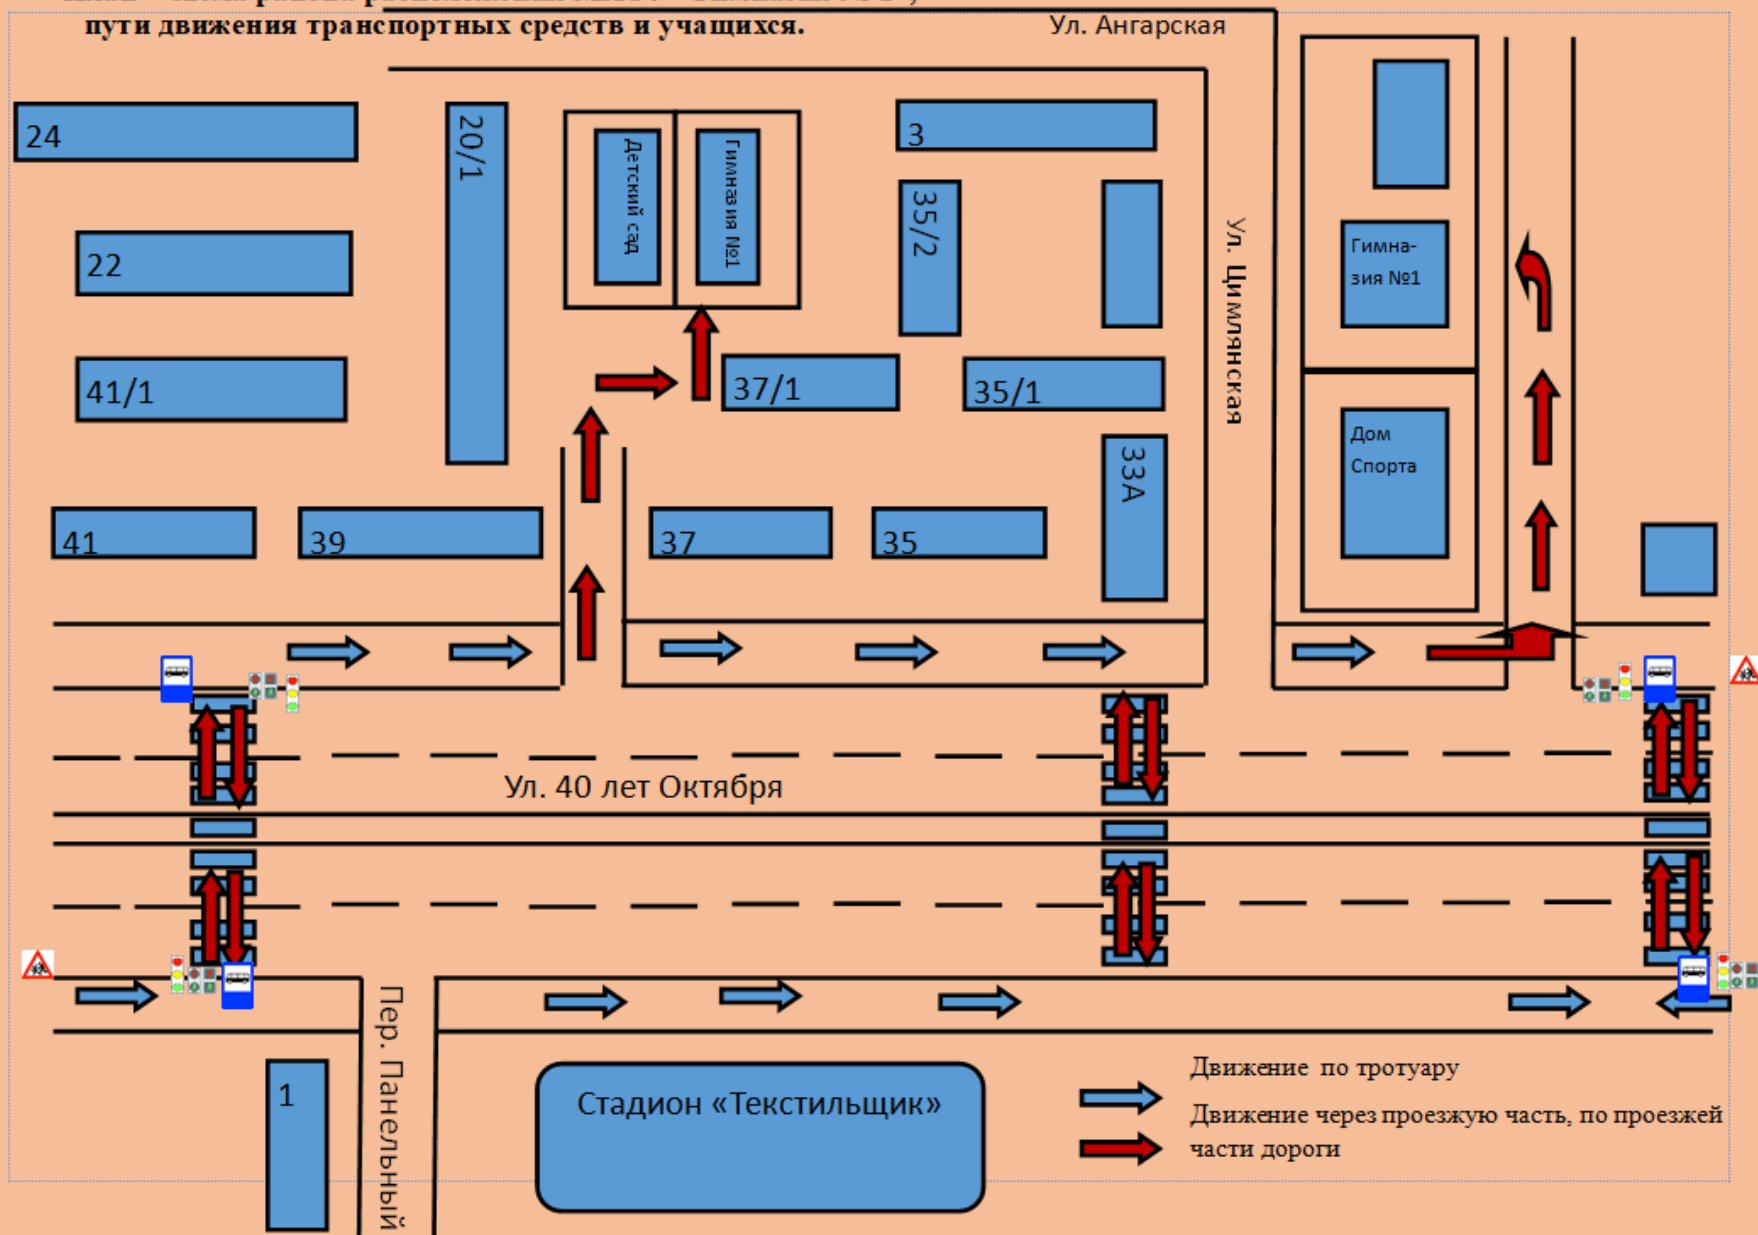 пути движения транспортных средств и учащихся.
Ул. Ангарская
24
20/1
Детский сад
Гимназия №1
3
35/2
22
Ул. Цимлянская
Гимна-
зия №1
41/1
37/1
35/1
Дом
Спорта
33А
41
39
37
35
Ул. 40 лет Октября
Пер. Панельный
1
Стадион «Текстильщик»
Движение по тротуару
Движение через проезжую часть, по проезжей
части дороги